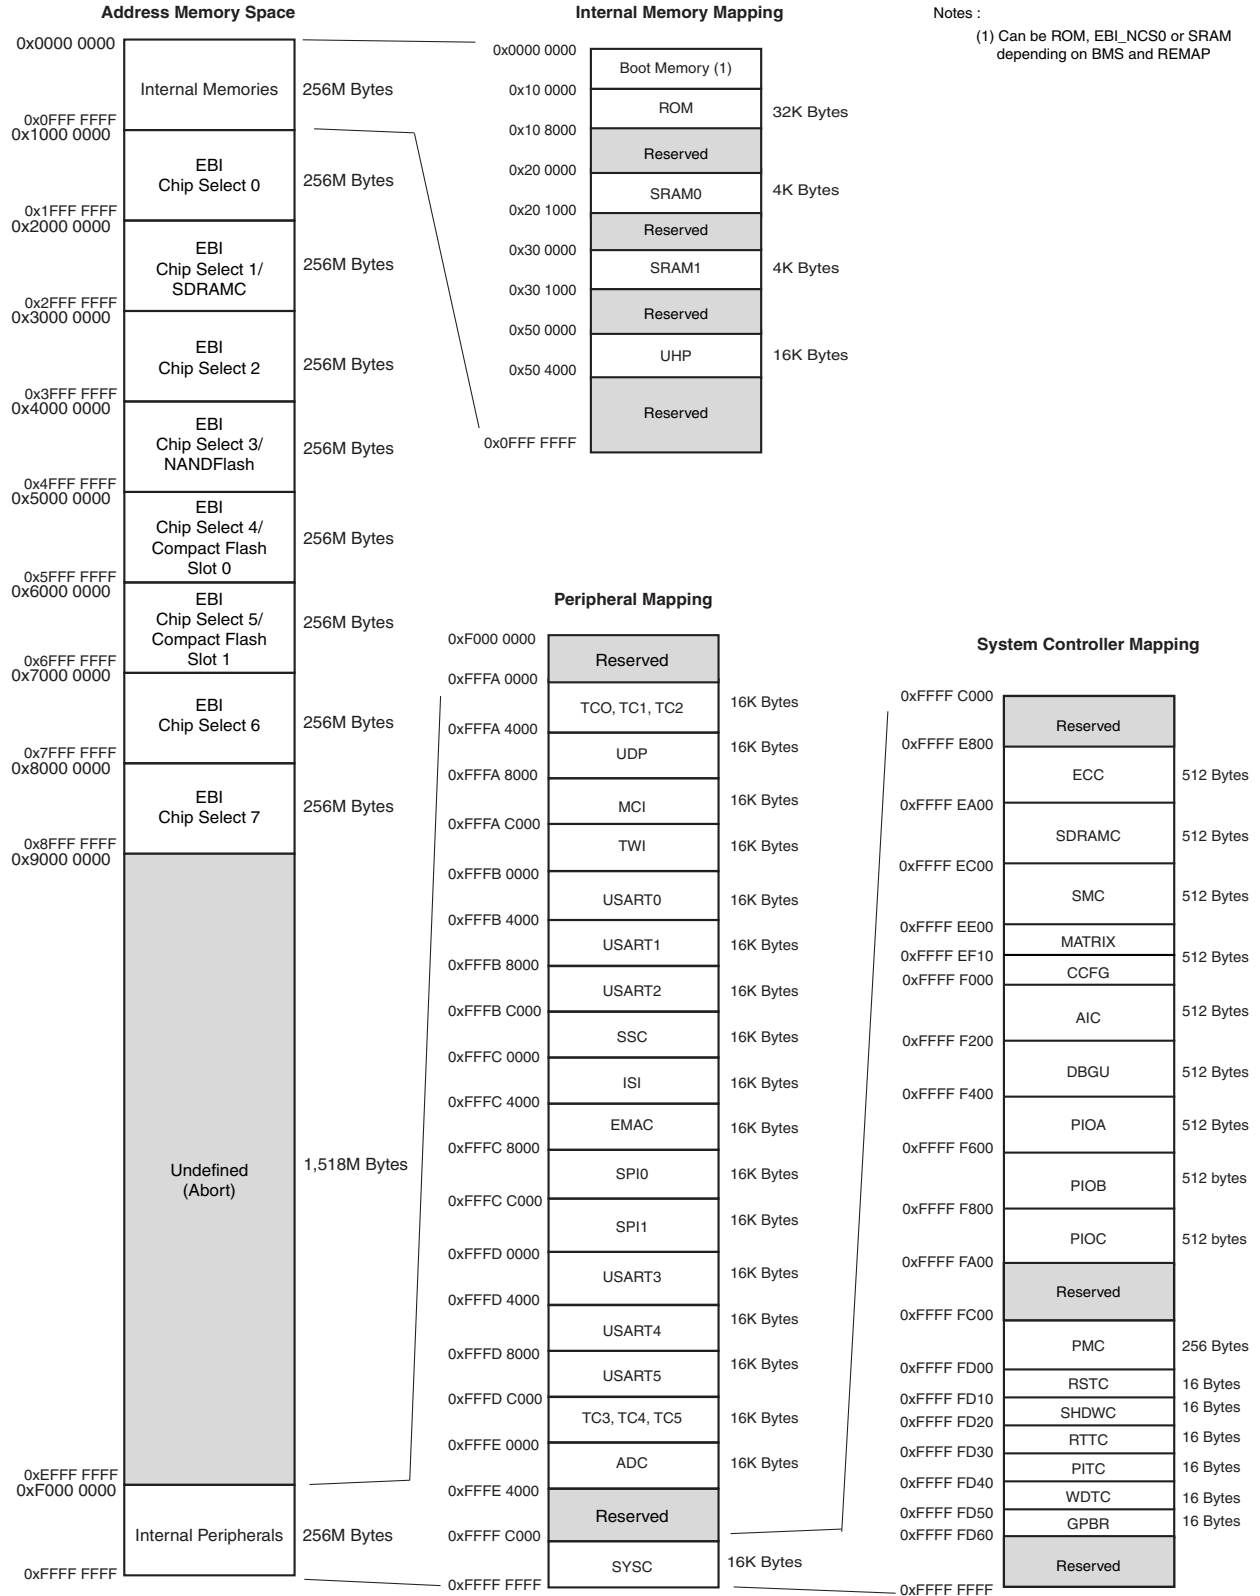 Address Memory Space
0x0000 0000
Internal Memories
256M Bytes
0x0FFF FFFF
0x1000 0000
EBI
Chip Select 0
256M Bytes
0x1FFF FFFF
0x2000 0000
EBI
Chip Select 1/
SDRAMC
256M Bytes
0x2FFF FFFF
0x3000 0000
EBI
Chip Select 2
256M Bytes
0x3FFF FFFF
0x4000 0000
EBI
Chip Select 3/
NANDFlash
256M Bytes
0x4FFF FFFF
0x5000 0000
EBI
Chip Select 4/
Compact Flash
Slot 0
256M Bytes
0x5FFF FFFF
0x6000 0000
EBI
Chip Select 5/
Compact Flash
Slot 1
256M Bytes
0x6FFF FFFF
0x7000 0000
EBI
Chip Select 6
256M Bytes
0x7FFF FFFF
0x8000 0000
EBI
Chip Select 7
256M Bytes
0x8FFF FFFF
0x9000 0000
Undefined
(Abort)
1,518M Bytes
0xEFFF FFFF
0xF000 0000
Internal Peripherals
256M Bytes
0xFFFF FFFF
Internal Memory Mapping
0x0000 0000
Boot Memory (1)
0x10 0000
ROM
32K Bytes
0x10 8000
Reserved
0x20 0000
SRAM0
4K Bytes
0x20 1000
Reserved
0x30 0000
SRAM1
4K Bytes
0x30 1000
Reserved
0x50 0000
UHP
16K Bytes
0x50 4000
Reserved
0x0FFF FFFF
Notes :
(1) Can be ROM, EBI_NCS0 or SRAM
depending on BMS and REMAP
Peripheral Mapping
0xF000 0000
Reserved
0xFFFA 0000
TCO, TC1, TC2
16K Bytes
0xFFFA 4000
UDP
16K Bytes
0xFFFA 8000
MCI
16K Bytes
0xFFFA C000
TWI
16K Bytes
0xFFFB 0000
USART0
16K Bytes
0xFFFB 4000
USART1
16K Bytes
0xFFFB 8000
USART2
16K Bytes
0xFFFB C000
SSC
16K Bytes
0xFFFC 0000
ISI
16K Bytes
0xFFFC 4000
EMAC
16K Bytes
0xFFFC 8000
SPI0
16K Bytes
0xFFFC C000
SPI1
16K Bytes
0xFFFD 0000
USART3
16K Bytes
0xFFFD 4000
USART4
16K Bytes
0xFFFD 8000
USART5
16K Bytes
0xFFFD C000
TC3, TC4, TC5
16K Bytes
0xFFFE 0000
ADC
16K Bytes
0xFFFE 4000
Reserved
0xFFFF C000
SYSC
16K Bytes
0xFFFF FFFF
System Controller Mapping
0xFFFF C000
Reserved
0xFFFF E800
ECC
512 Bytes
0xFFFF EA00
SDRAMC
512 Bytes
0xFFFF EC00
SMC
512 Bytes
0xFFFF EE00
MATRIX
0xFFFF EF10
512 Bytes
CCFG
0xFFFF F000
AIC
512 Bytes
0xFFFF F200
DBGU
512 Bytes
0xFFFF F400
PIOA
512 Bytes
0xFFFF F600
PIOB
512 bytes
0xFFFF F800
PIOC
512 bytes
0xFFFF FA00
Reserved
0xFFFF FC00
PMC
256 Bytes
0xFFFF FD00
RSTC
16 Bytes
0xFFFF FD10
SHDWC
16 Bytes
0xFFFF FD20
RTTC
16 Bytes
0xFFFF FD30
PITC
16 Bytes
0xFFFF FD40
WDTC
16 Bytes
0xFFFF FD50
GPBR
16 Bytes
0xFFFF FD60
Reserved
0xFFFF FFFF